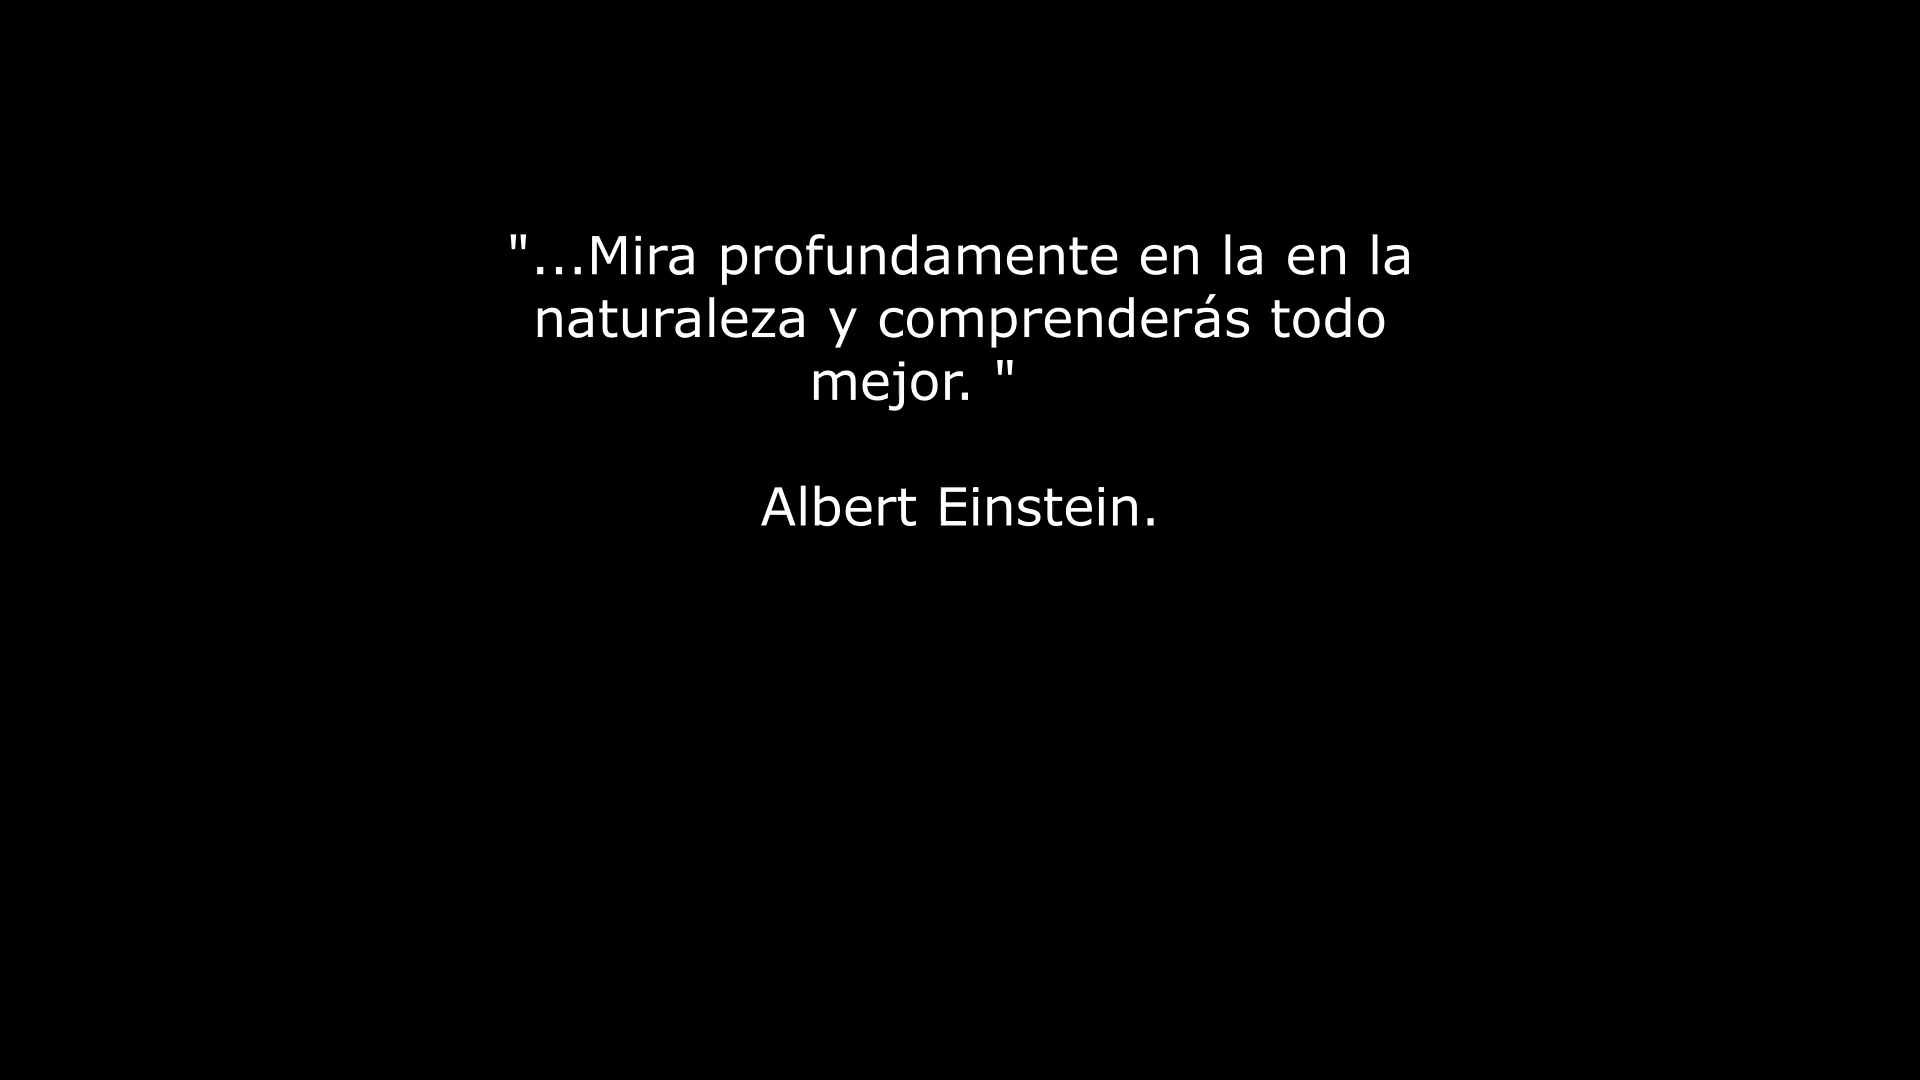 "...Mira profundamente en la en la
naturaleza y comprenderás todo
mejor. "
Albert Einstein.